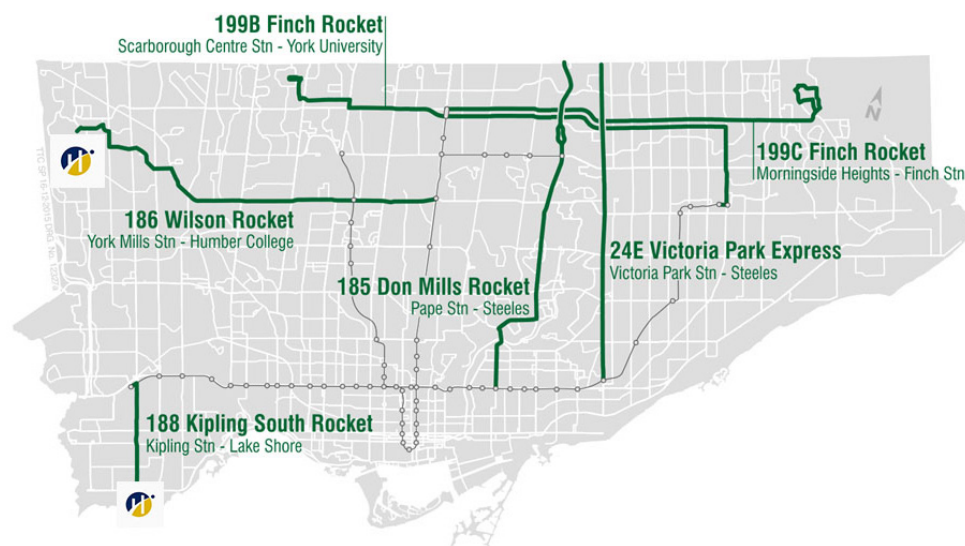 199B Finch Rocket
Scarborough Centre Stn - York University
N
199C Finch Rocket
Morningside Heights - Finch Stn
186 Wilson Rocket
York Mills Stn - Humber College
24E Victoria Park Express
Victoria Park Stn - Steeles
185 Don Mills Rocket
Pape Stn - Steeles
188 Kipling South Rocket
Kipling Stn - Lake Shore
H
H